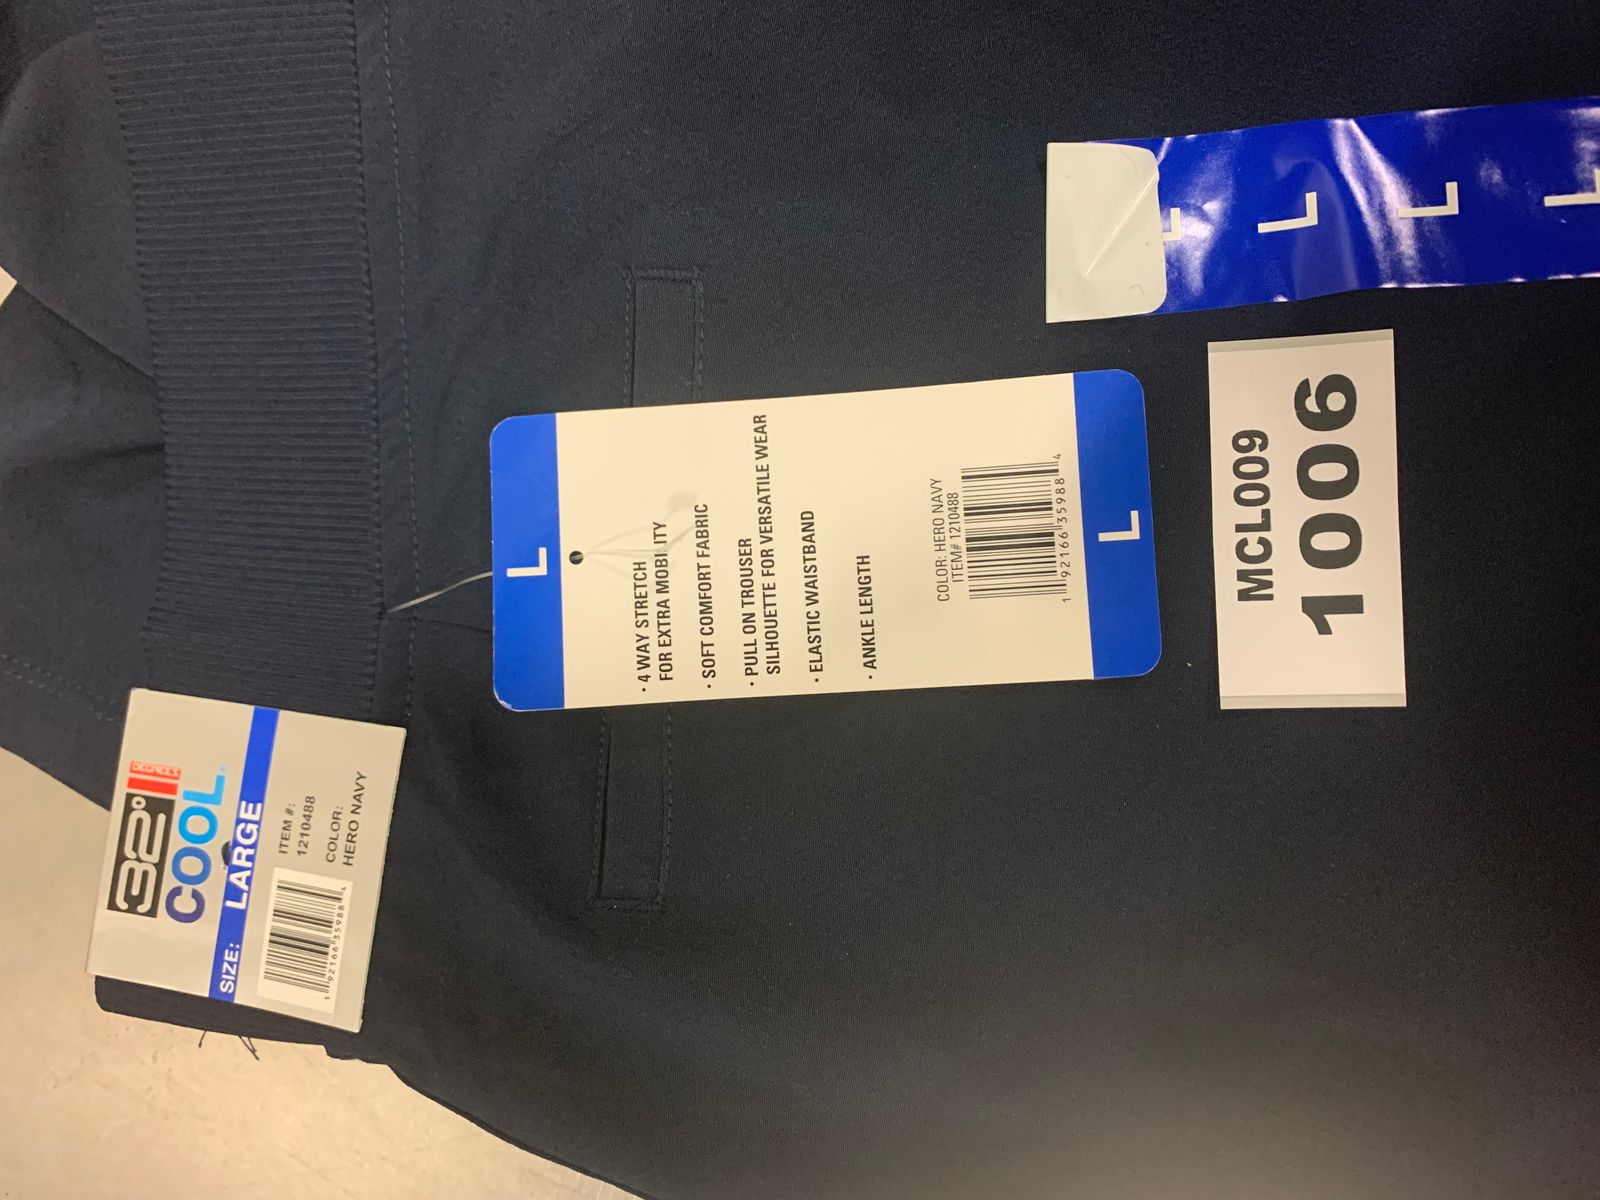 32° DEGREES
COOL
SIZE: LARGE
ITEM #:
1210488
COLOR:
HERO NAVY
1 92166 35988 4
L
· 4 WAY STRETCH
FOR EXTRA MOBILITY
· SOFT COMFORT FABRIC
· PULL ON TROUSER
SILHOUETTE FOR VERSATILE WEAR
· ELASTIC WAISTBAND
· ANKLE LENGTH
COLOR: HERO NAVY
ITEM# 1210488
1 92166 35988 4
L
L
L
L
L
MCL009
1006